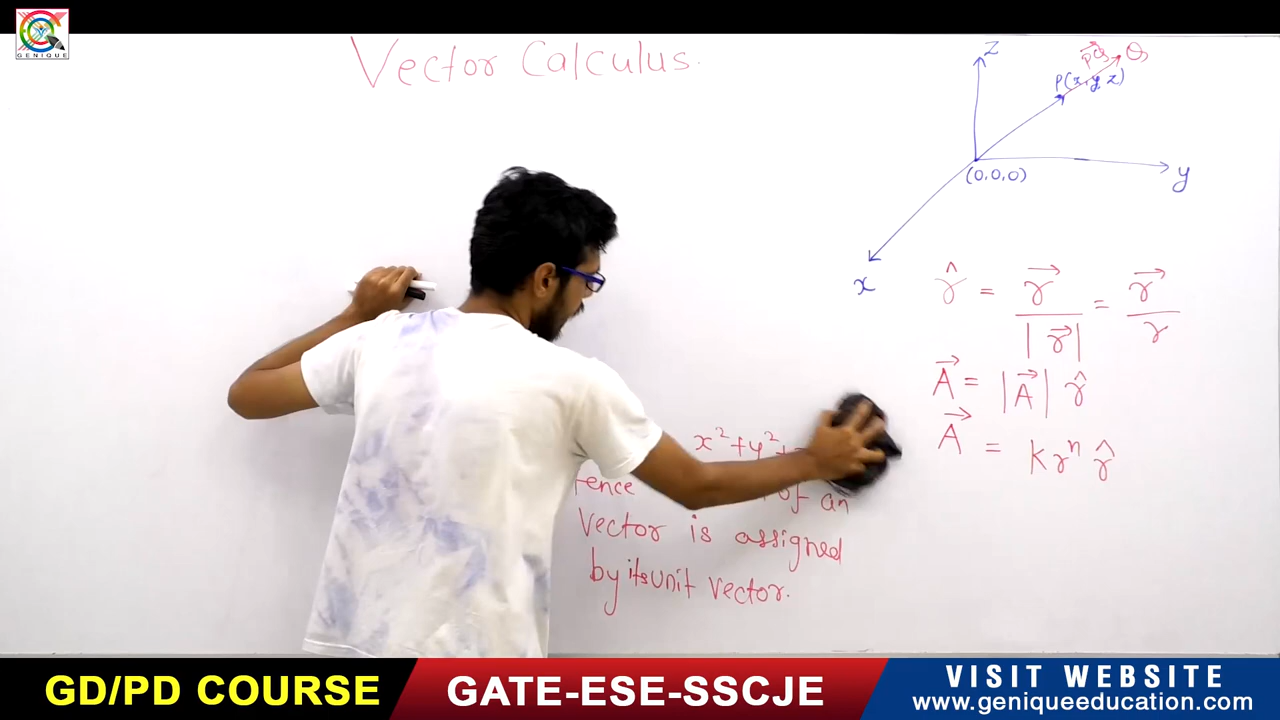 GENIQUE
Vector Calculus.
z
PQ⃗ Q
P(x,y,z)
(0,0,0)
y
x
r̂ = r⃗ / |r⃗| = r⃗ / r
A⃗ = |A⃗| r̂
A⃗ = k rⁿ r̂
x²+y²+
of an
Vector is assigned
by its unit vector.
GD/PD COURSE
GATE-ESE-SSCJE
VISIT WEBSITE
www.geniqueeducation.com